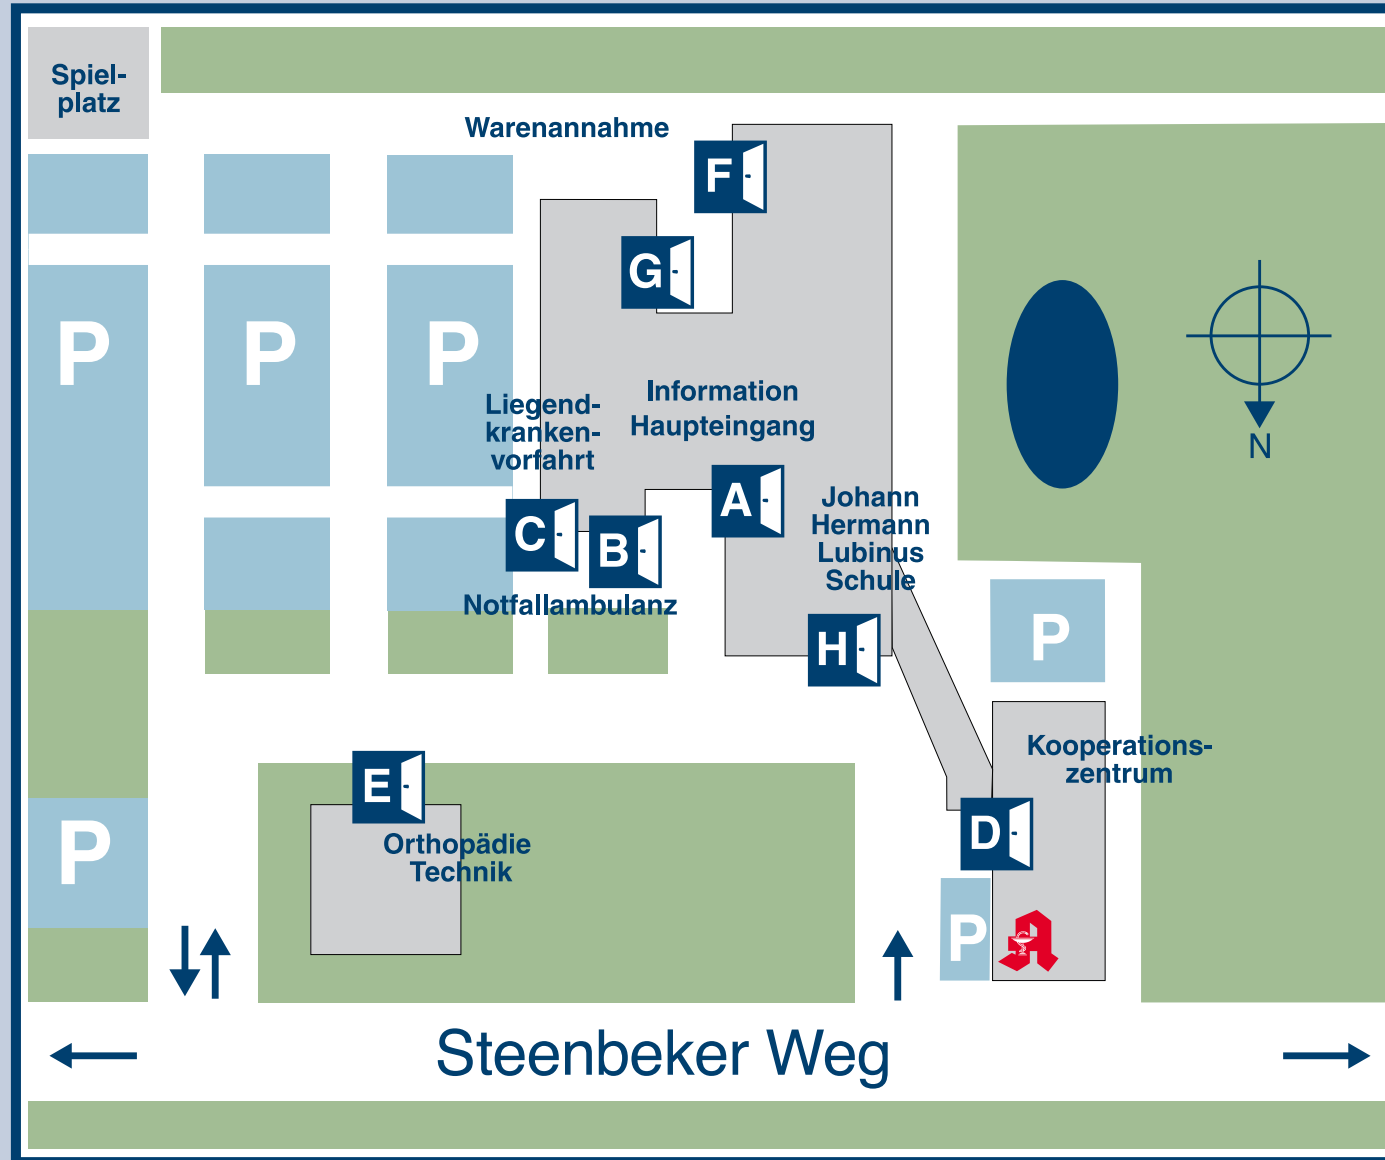 Spiel-
platz
Warenannahme
F
G
P
P
P
Information
Haupteingang
Liegend-
kranken-
vorfahrt
N
A
C
B
Johann
Hermann
Lubinus
Schule
Notfallambulanz
H
P
Kooperations-
zentrum
E
D
Orthopädie
Technik
P
P
A
Steenbeker Weg